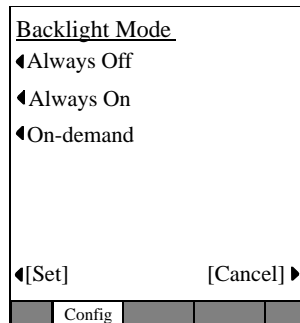 Backlight Mode
Always Off
Always On
On-demand
[Set] [Cancel]
Config